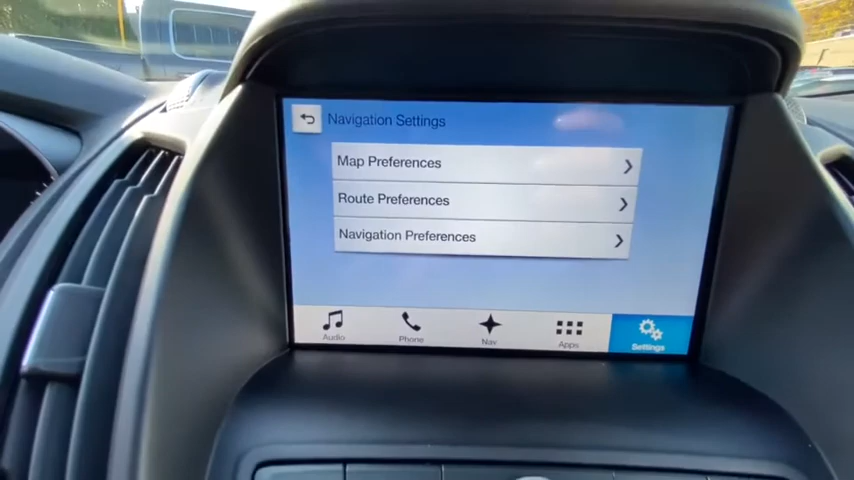 Navigation Settings
Map Preferences
Route Preferences
Navigation Preferences
Audio
Phone
Nav
Apps
Settings